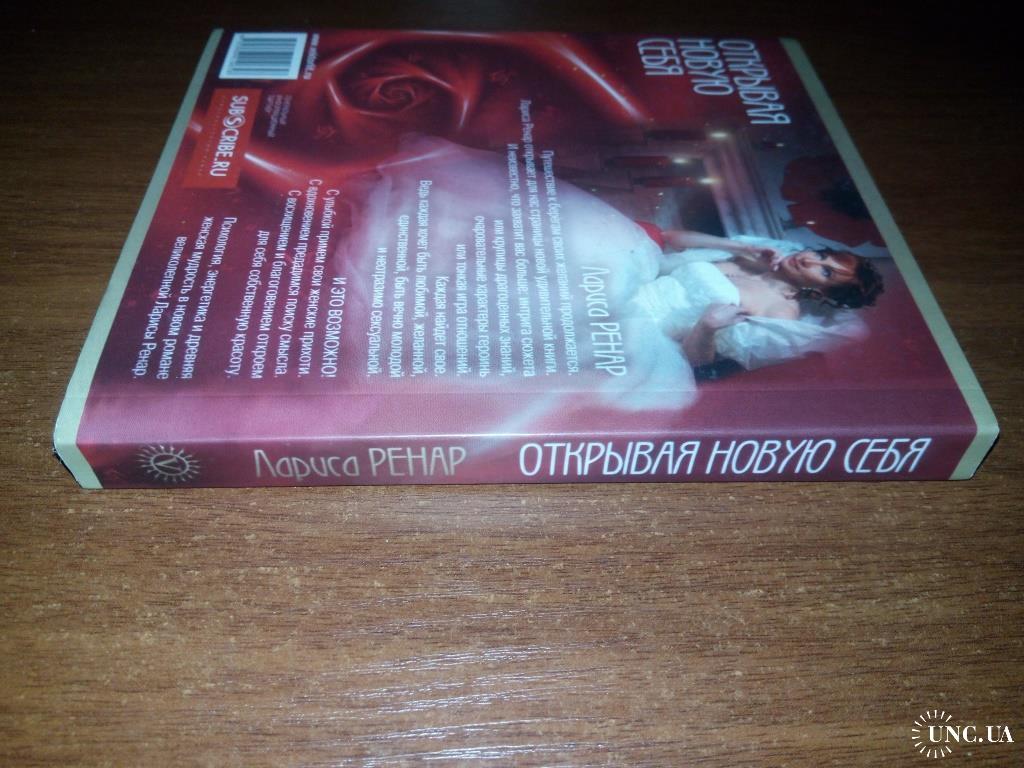 ОТКРЫВАЯ
НОВУЮ
СЕБЯ
Путешествие к берегам своих желаний продолжается.
Лариса Ренар открывает для нас страницы новой удивительной книги.
И неизвестно, что захватит вас больше: интрига сюжета
или крупицы драгоценных знаний,
очаровательные характеры героинь
или тонкая игра отношений.
Каждая найдет свое.
Ведь каждой хочет быть любимой, желанной,
единственной, быть вечно молодой
и неотразимо сексуальной.
И ЭТО ВОЗМОЖНО!
С улыбкой примем свои женские прихоти.
С вдохновением предадимся поиску смысла.
С восхищением и благоговением откроем
для себя собственную красоту.
Психология, энергетика и древняя
женская мудрость в новом романе
великолепной Ларисы Ренар.
Лариса РЕНАР
SUBSCRIBE.RU
Лариса РЕНАР
ОТКРЫВАЯ НОВУЮ СЕБЯ
UNC.UA